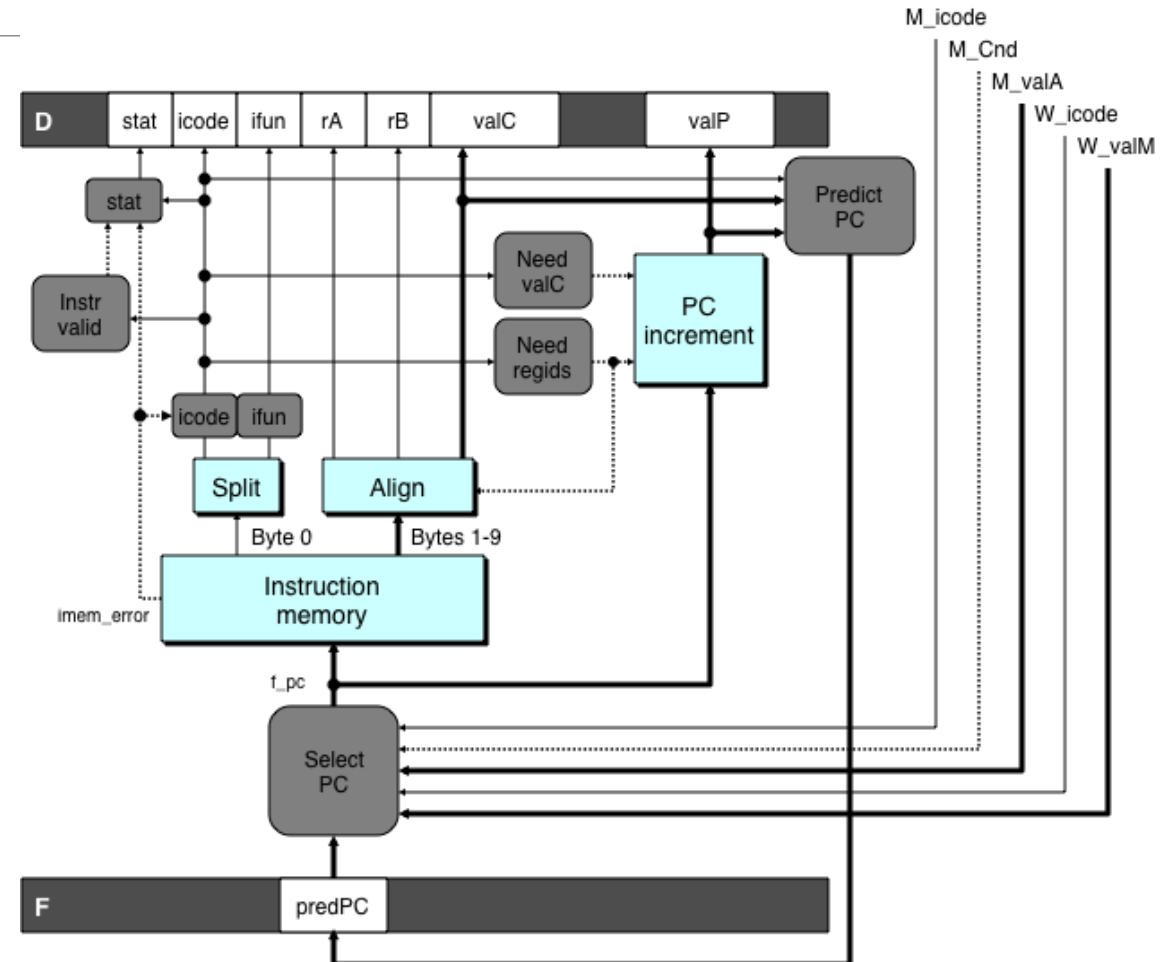 M_icode
M_Cnd
M_valA
W_icode
W_valM
D
stat
icode
ifun
rA
rB
valC
valP
stat
Predict
PC
Need
valC
Instr
valid
PC
increment
Need
regids
icode
ifun
Split
Align
Byte 0
Bytes 1-9
Instruction
memory
imem_error
f_pc
Select
PC
F
predPC